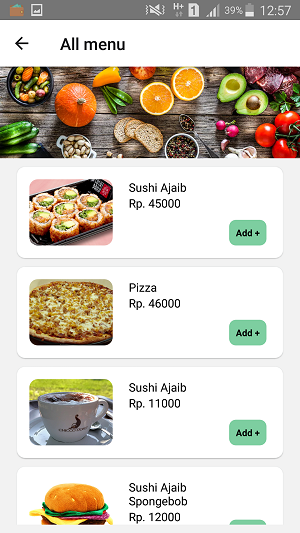 H+ 1 39% 12:57
All menu
Sushi Ajaib
Rp. 45000
Add +
Pizza
Rp. 46000
Add +
Sushi Ajaib
Rp. 11000
Add +
Sushi Ajaib
Spongebob
Rp. 12000